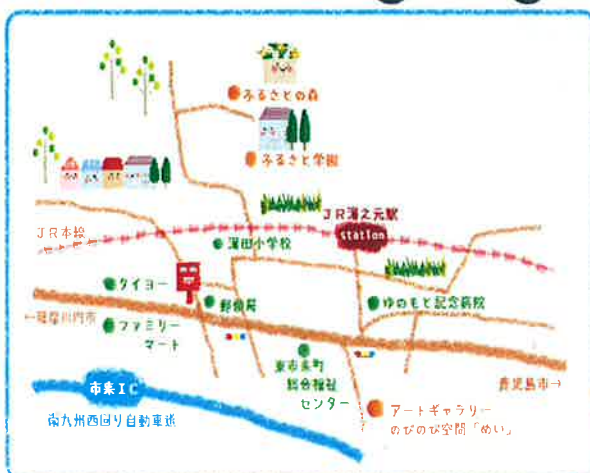 ふるさとの森
ふるさと学園
JR湯之元駅
station
JR本線
湯田小学校
タイヨー
郵便局
ゆのもと記念病院
←薩摩川内市
ファミリー
マート
東市来町
総合福祉
センター
鹿児島市→
市来IC
南九州西回り自動車道
アートギャラリー
のびのび空間「めい」